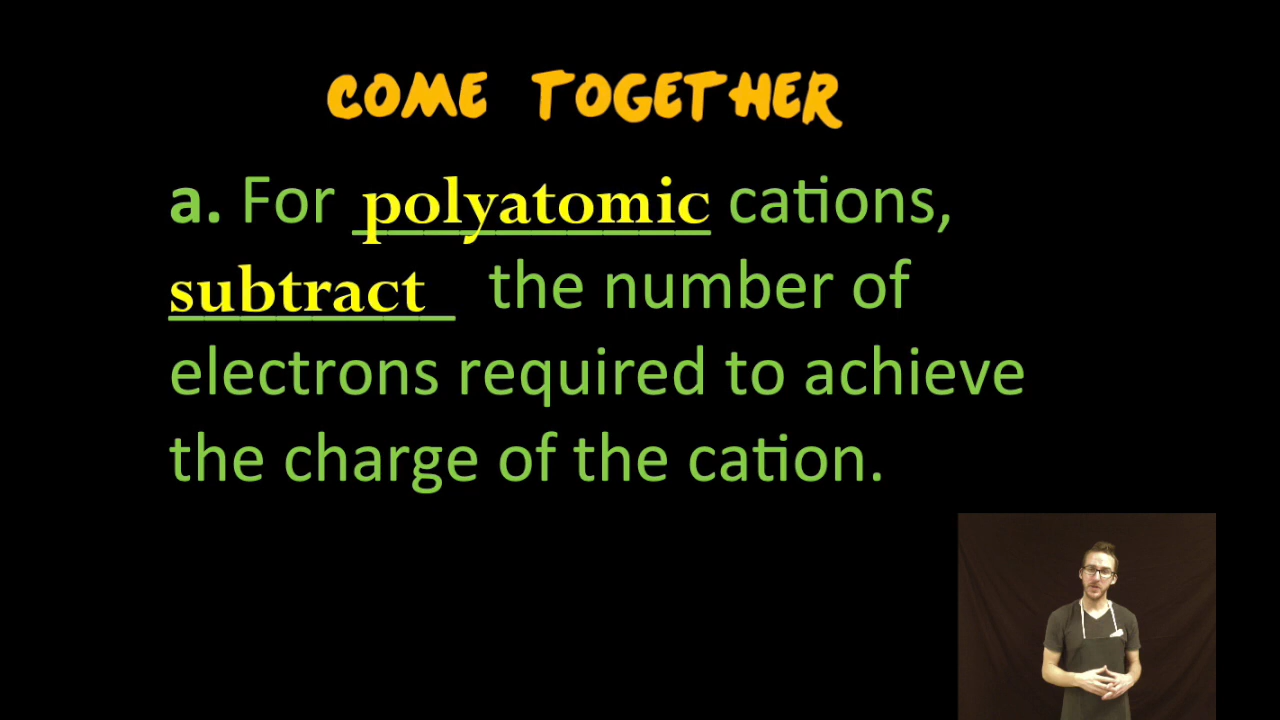 COME TOGETHER
a. For polyatomic cations,
subtract the number of
electrons required to achieve
the charge of the cation.